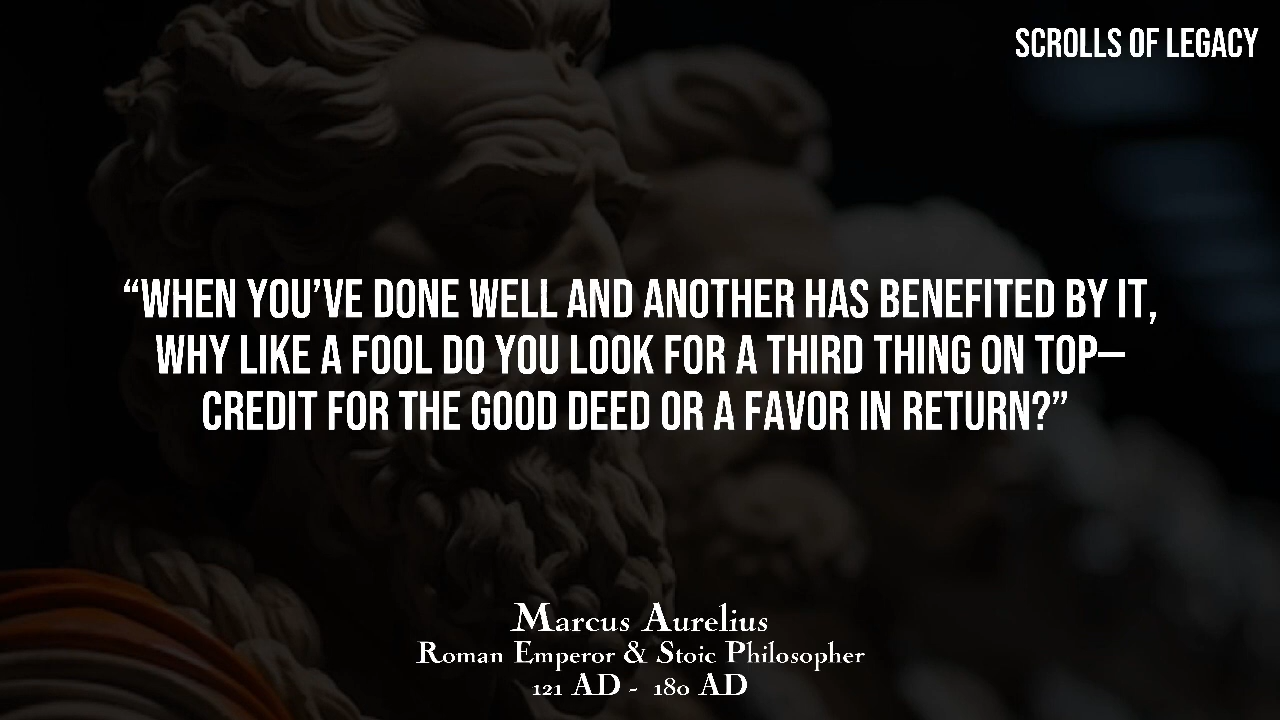 SCROLLS OF LEGACY
“WHEN YOU’VE DONE WELL AND ANOTHER HAS BENEFITED BY IT,
WHY LIKE A FOOL DO YOU LOOK FOR A THIRD THING ON TOP—
CREDIT FOR THE GOOD DEED OR A FAVOR IN RETURN?”
Marcus Aurelius
Roman Emperor & Stoic Philosopher
121 AD - 180 AD